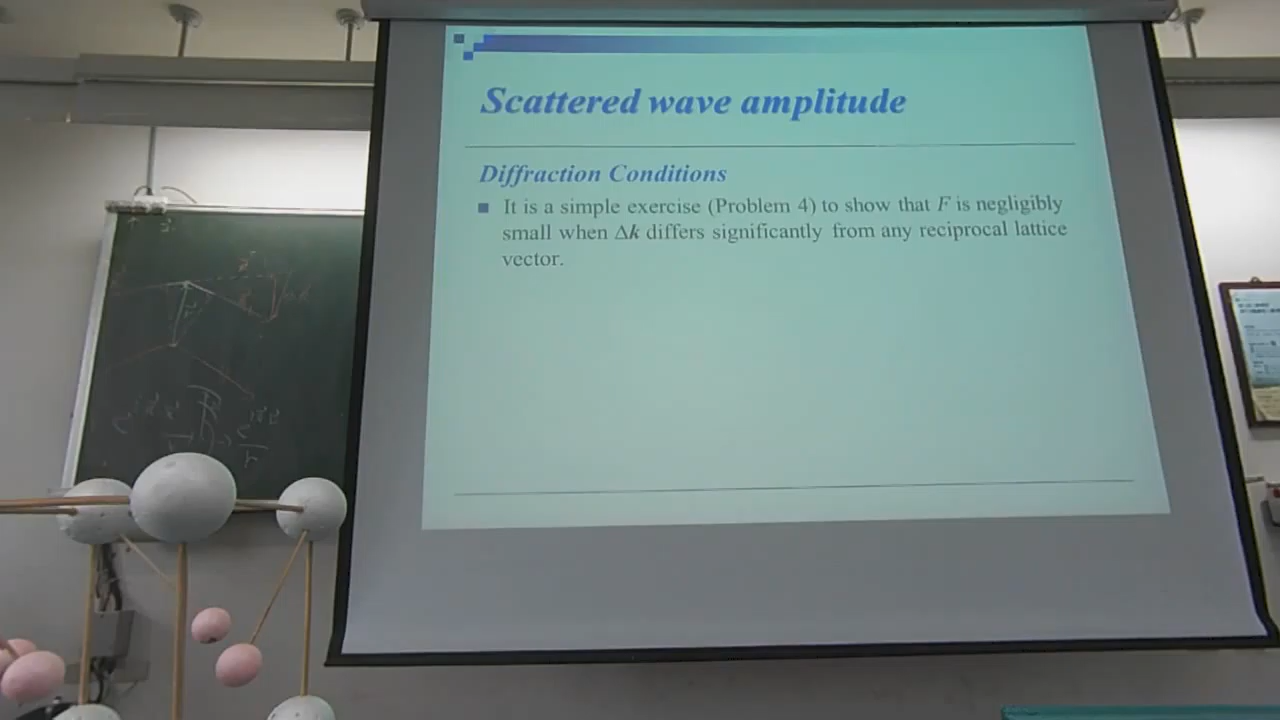 Scattered wave amplitude
Diffraction Conditions
It is a simple exercise (Problem 4) to show that F is negligibly
small when Δk differs significantly from any reciprocal lattice
vector.